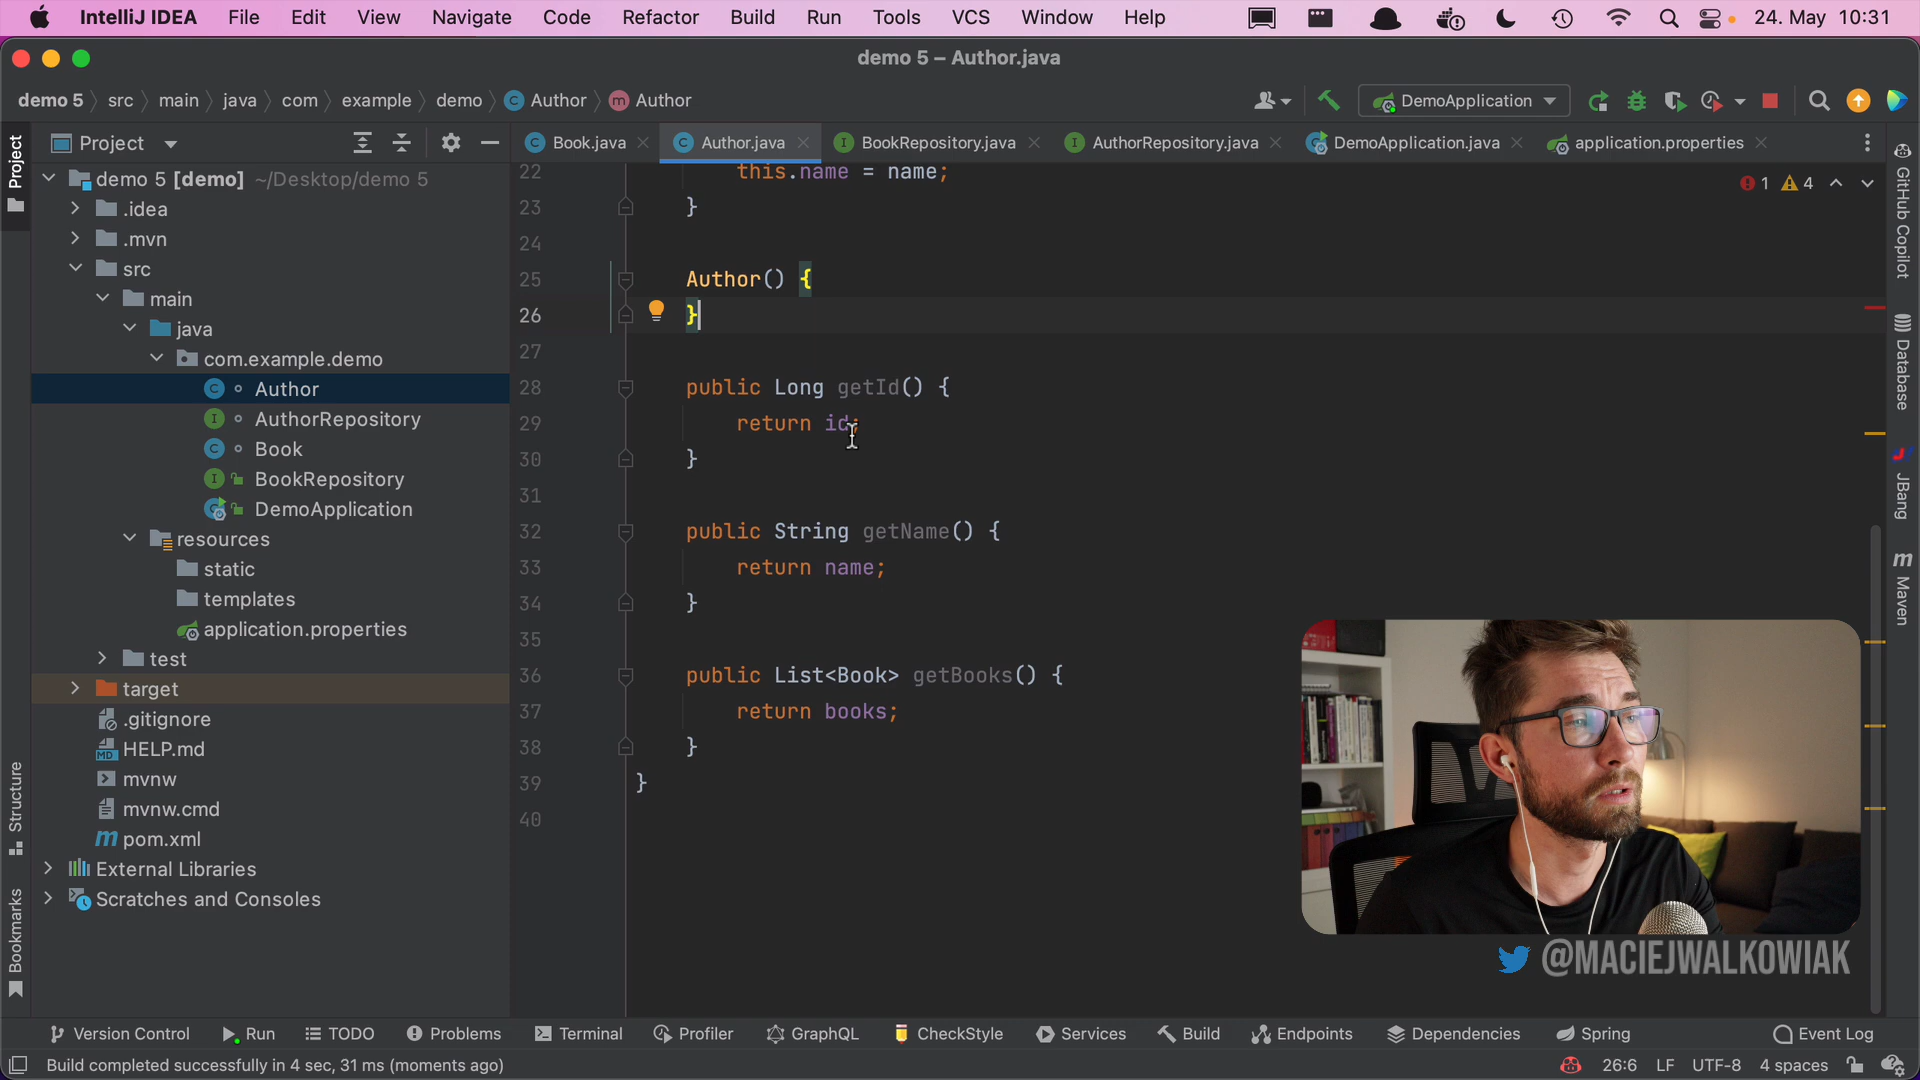 IntelliJ IDEA File Edit View Navigate Code Refactor Build Run Tools VCS Window Help 24. May 10:31
demo 5 – Author.java
demo 5 src main java com example demo Author Author DemoApplication
Project Book.java Author.java BookRepository.java AuthorRepository.java DemoApplication.java application.properties
Project
demo 5 [demo] ~/Desktop/demo 5
.idea
.mvn
src
main
java
com.example.demo
Author
AuthorRepository
Book
BookRepository
DemoApplication
resources
static
templates
application.properties
test
target
.gitignore
HELP.md
mvnw
mvnw.cmd
pom.xml
External Libraries
Scratches and Consoles
Structure
Bookmarks
1 4
22 this.name = name;
23 }
24
25 Author() {
26 }
27
28 public Long getId() {
29 return id;
30 }
31
32 public String getName() {
33 return name;
34 }
35
36 public List<Book> getBooks() {
37 return books;
38 }
39 }
40
GitHub Copilot
Database
JBang
Maven
@MACIEJWALKOWIAK
Version Control Run TODO Problems Terminal Profiler GraphQL CheckStyle Services Build Endpoints Dependencies Spring Event Log
Build completed successfully in 4 sec, 31 ms (moments ago) 26:6 LF UTF-8 4 spaces